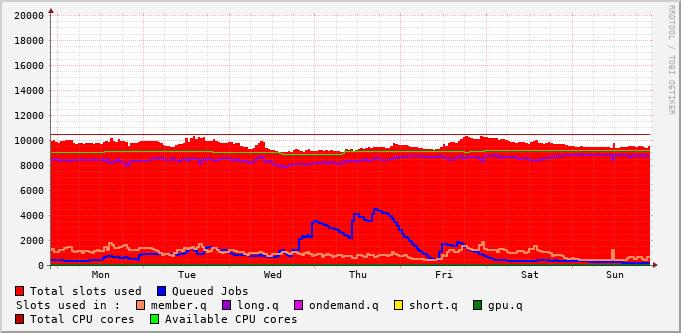 RRDTOOL / TOBI OETIKER
20000
18000
16000
14000
12000
10000
8000
6000
4000
2000
0
Mon Tue Wed Thu Fri Sat Sun
Total slots used Queued Jobs
Slots used in : member.q long.q ondemand.q short.q gpu.q
Total CPU cores Available CPU cores